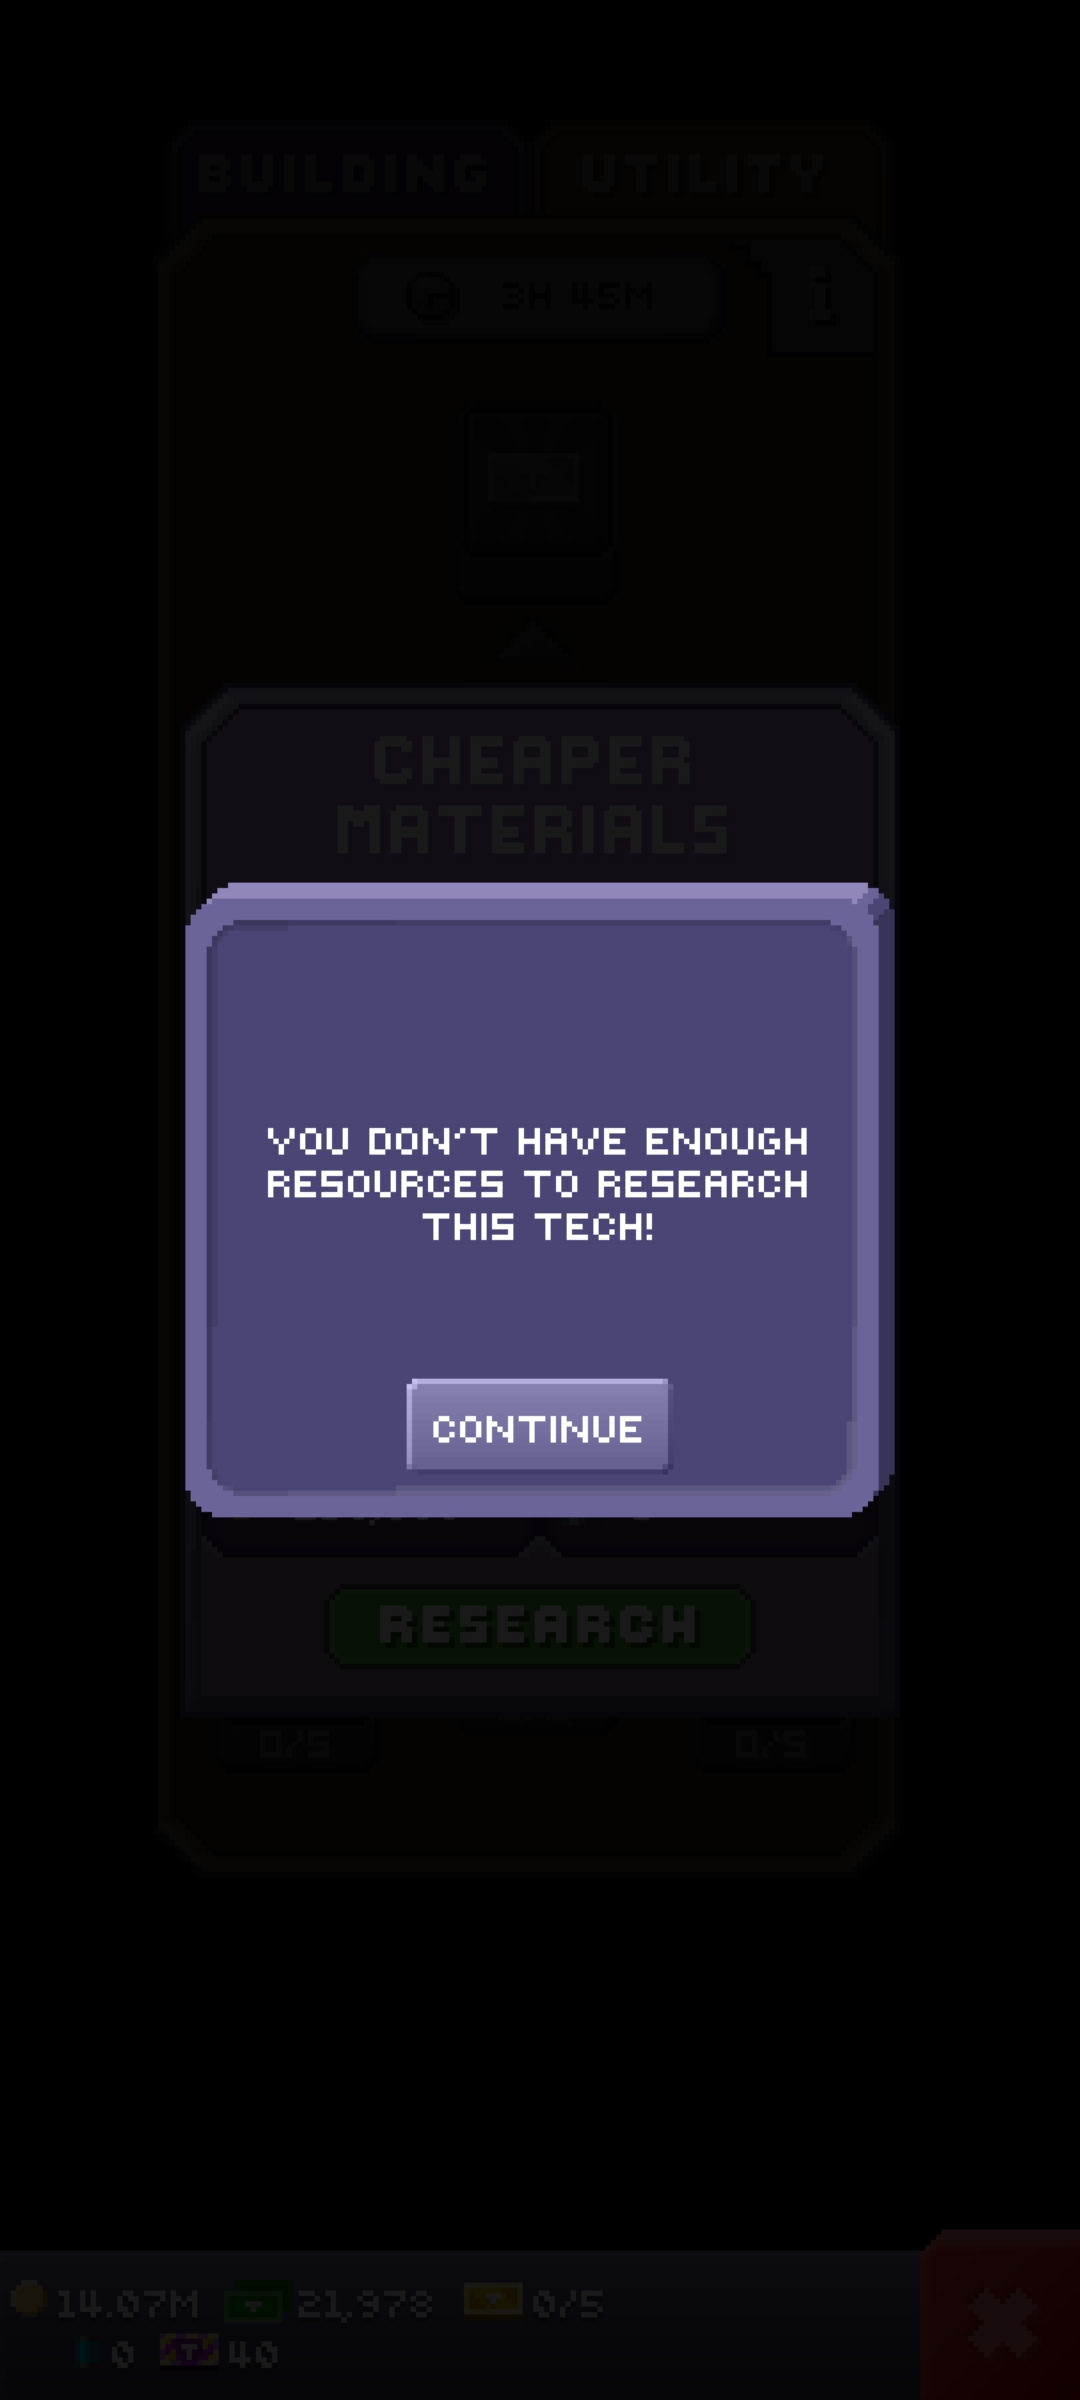 BUILDING UTILITY
3H 45M
i
CHEAPER
MATERIALS
YOU DON'T HAVE ENOUGH
RESOURCES TO RESEARCH
THIS TECH!
CONTINUE
RESEARCH
0/5 0/5
14.07M 21,978 0/5
0 T 40